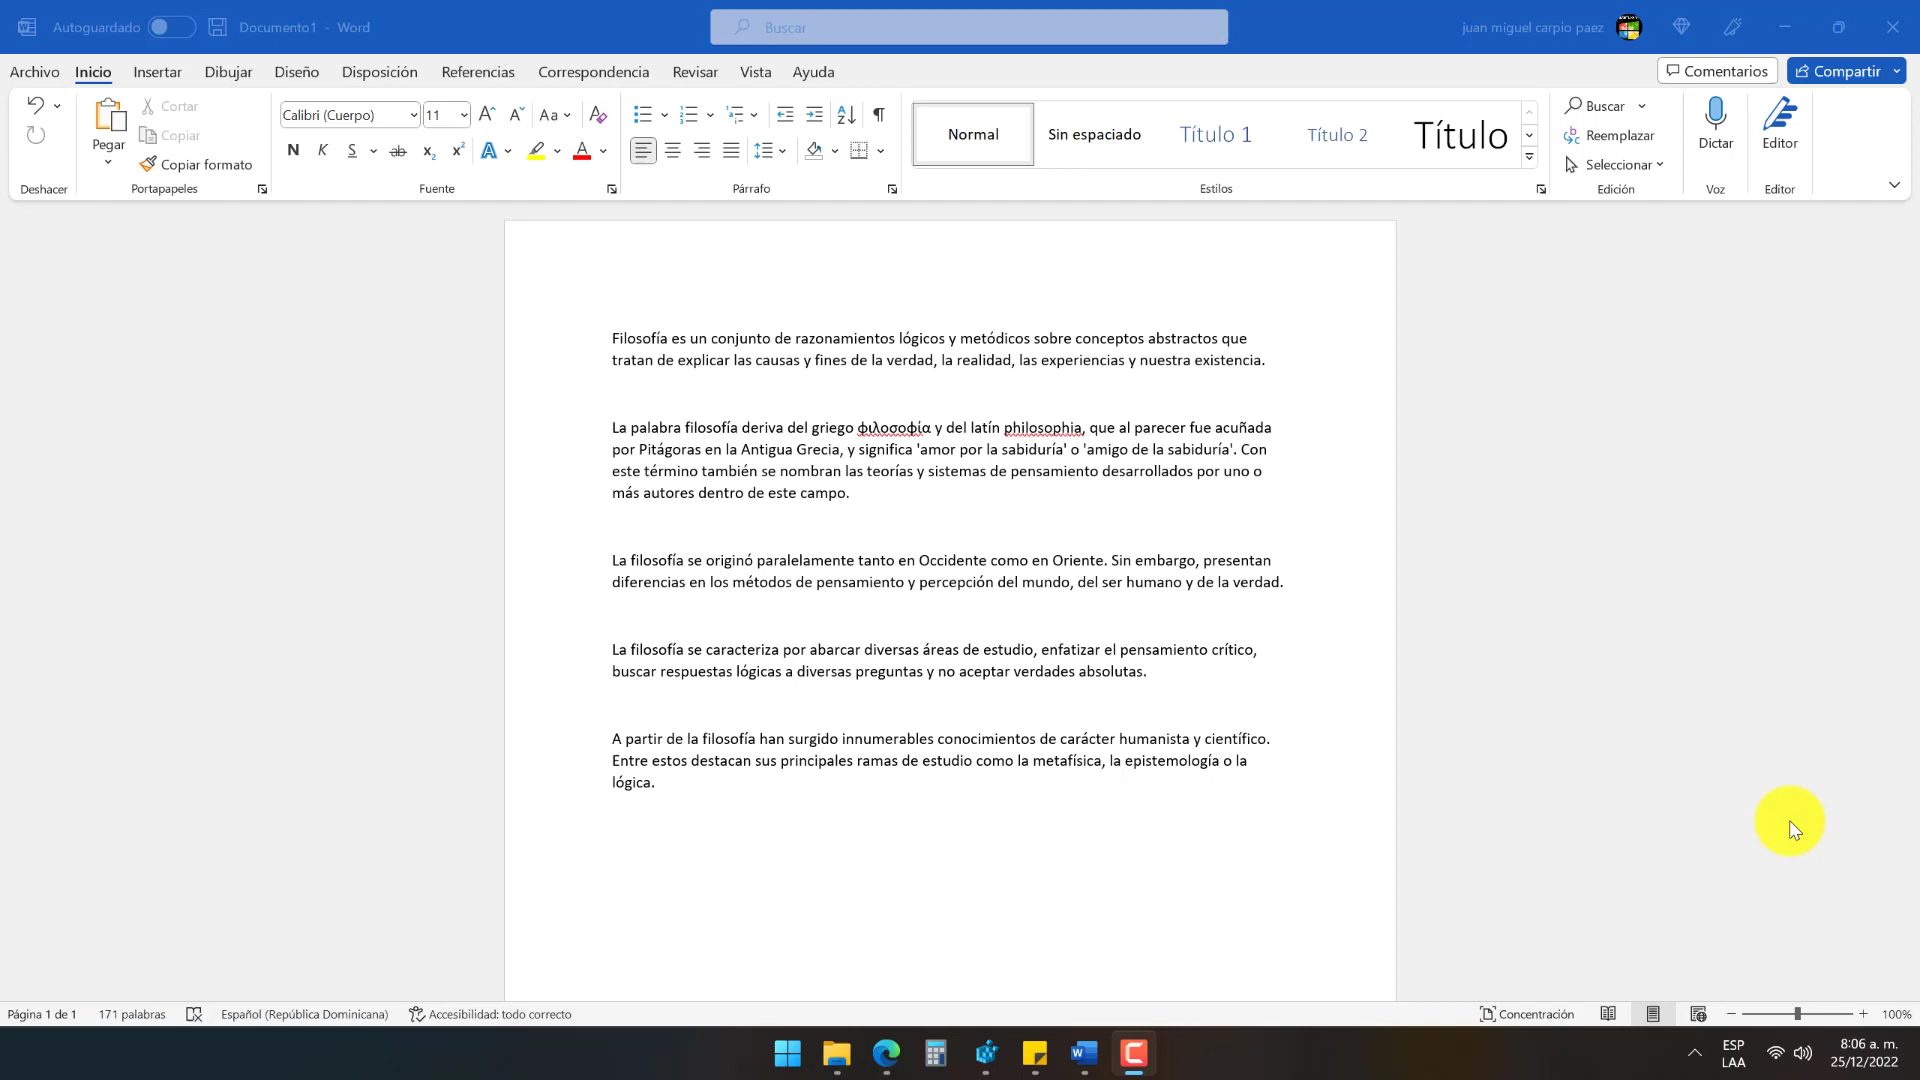 Autoguardado
Documento1 - Word
Buscar
juan miguel carpio paez
Archivo
Inicio
Insertar
Dibujar
Diseño
Disposición
Referencias
Correspondencia
Revisar
Vista
Ayuda
Comentarios
Compartir
Pegar
Cortar
Copiar
Copiar formato
Calibri (Cuerpo)
11
Aa
N K S ab x₂ x² A A
Normal
Sin espaciado
Título 1
Título 2
Título
Buscar
Reemplazar
Seleccionar
Dictar
Editor
Deshacer
Portapapeles
Fuente
Párrafo
Estilos
Edición
Voz
Editor
Filosofía es un conjunto de razonamientos lógicos y metódicos sobre conceptos abstractos que
tratan de explicar las causas y fines de la verdad, la realidad, las experiencias y nuestra existencia.
La palabra filosofía deriva del griego φιλοσοφία y del latín philosophia, que al parecer fue acuñada
por Pitágoras en la Antigua Grecia, y significa 'amor por la sabiduría' o 'amigo de la sabiduría'. Con
este término también se nombran las teorías y sistemas de pensamiento desarrollados por uno o
más autores dentro de este campo.
La filosofía se originó paralelamente tanto en Occidente como en Oriente. Sin embargo, presentan
diferencias en los métodos de pensamiento y percepción del mundo, del ser humano y de la verdad.
La filosofía se caracteriza por abarcar diversas áreas de estudio, enfatizar el pensamiento crítico,
buscar respuestas lógicas a diversas preguntas y no aceptar verdades absolutas.
A partir de la filosofía han surgido innumerables conocimientos de carácter humanista y científico.
Entre estos destacan sus principales ramas de estudio como la metafísica, la epistemología o la
lógica.
Página 1 de 1
171 palabras
Español (República Dominicana)
Accesibilidad: todo correcto
Concentración
100%
ESP
LAA
8:06 a. m.
25/12/2022